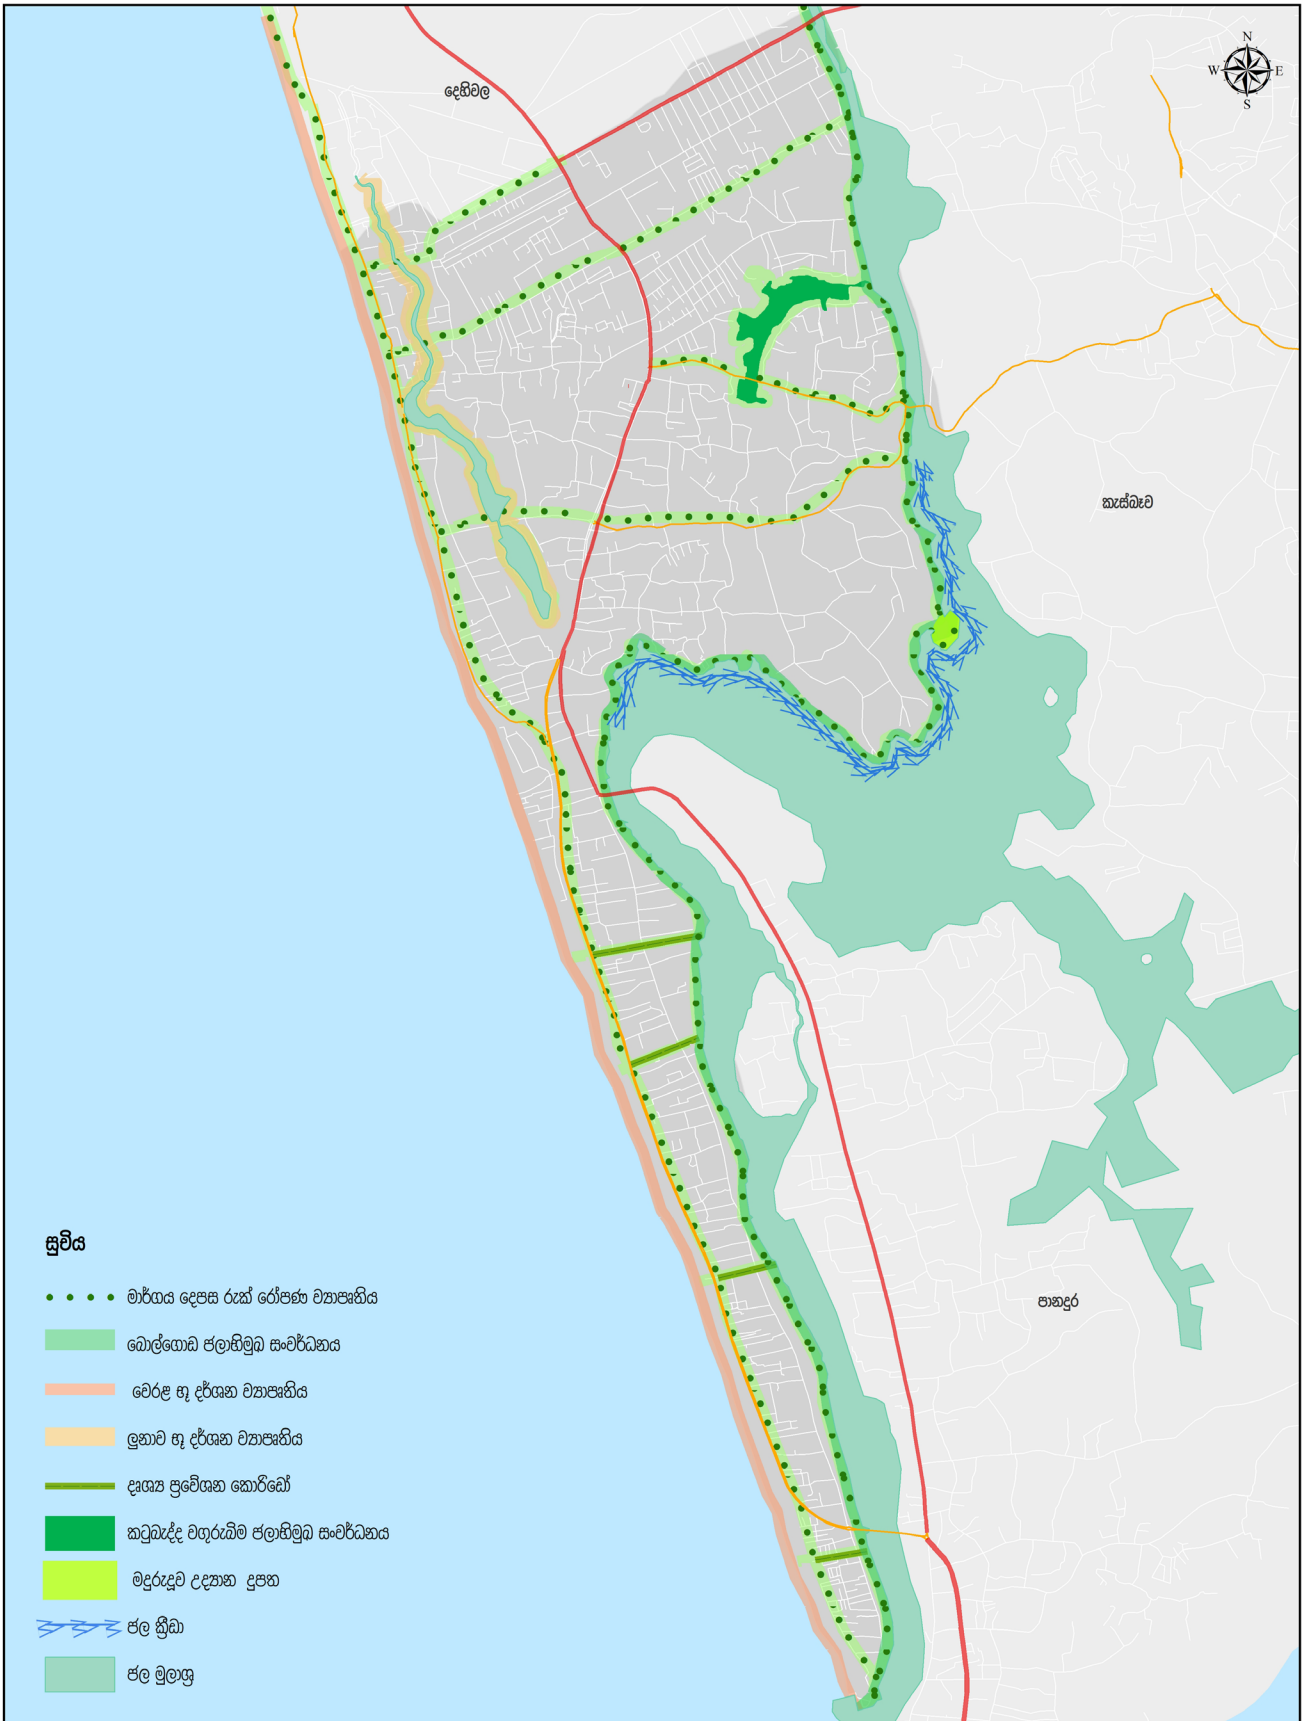 N
W E
S
දෙහිවල
කැස්බෑව
පානදුර
සූචිය
මාර්ගය දෙපස රුක් රෝපණ ව්‍යාපෘතිය
බොල්ගොඩ ජලාභිමුඛ සංවර්ධනය
වෙරළ භූ දර්ශන ව්‍යාපෘතිය
ලුනාව භූ දර්ශන ව්‍යාපෘතිය
දෘශ්‍ය ප්‍රවේශන කොරිඩෝ
කටුබැද්ද වගුරුබිම ජලාභිමුඛ සංවර්ධනය
මදුරුදූව උද්‍යාන දූපත
ජල ක්‍රීඩා
ජල මූලාශ්‍ර